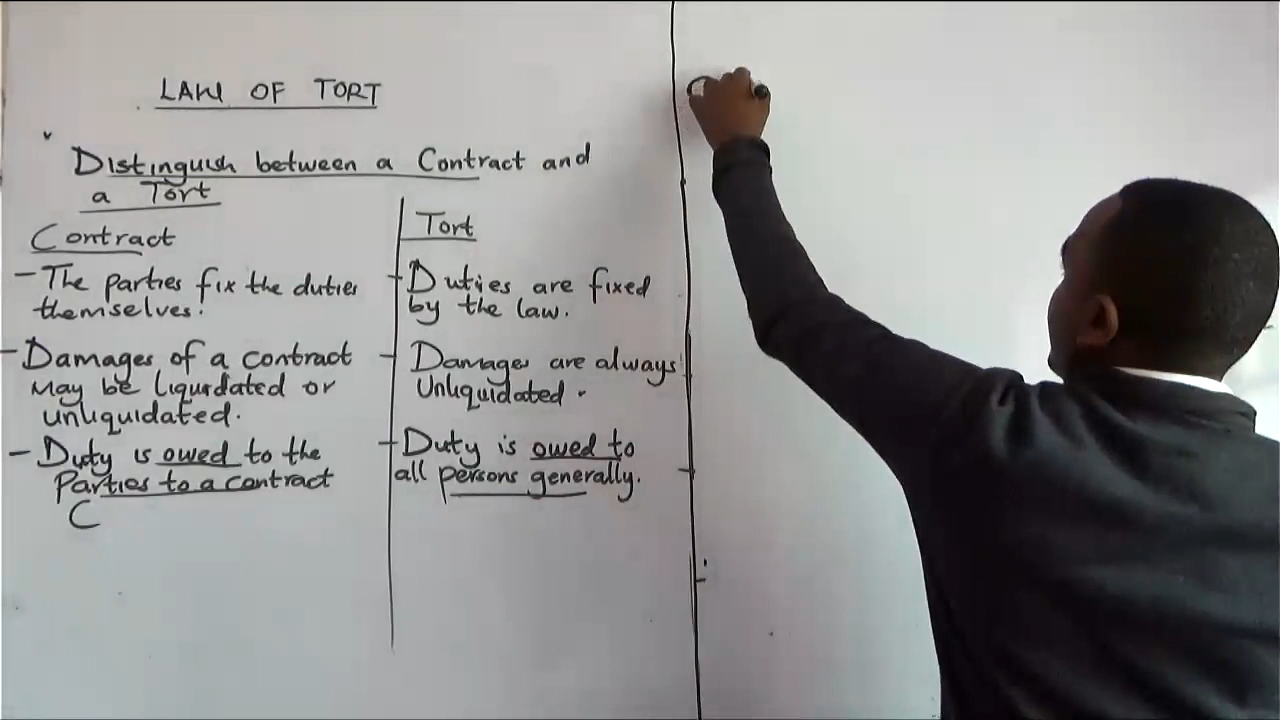 LAW OF TORT
Distinguish between a Contract and
a Tort
Contract
- The parties fix the duties
themselves.
- Damages of a contract
may be liquidated or
unliquidated.
- Duty is owed to the
Parties to a contract
C
Tort
- Duties are fixed
by the law.
- Damages are always
Unliquidated.
- Duty is owed to
all persons generally.